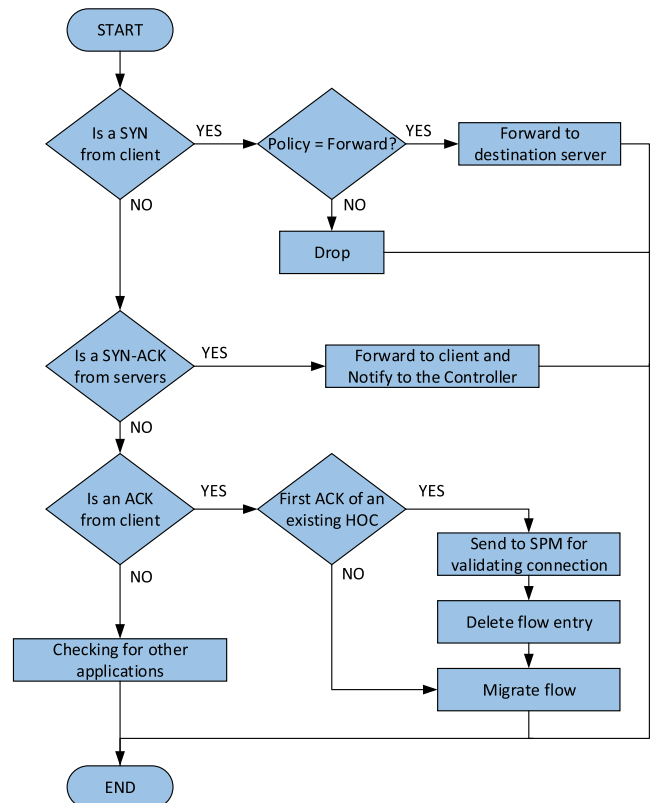 START
Is a SYN
from client
YES
Policy = Forward?
YES
Forward to
destination server
NO
NO
Drop
Is a SYN-ACK
from servers
YES
Forward to client and
Notify to the Controller
NO
Is an ACK
from client
YES
First ACK of an
existing HOC
YES
Send to SPM for
validating connection
NO
NO
Delete flow entry
Checking for other
applications
Migrate flow
END